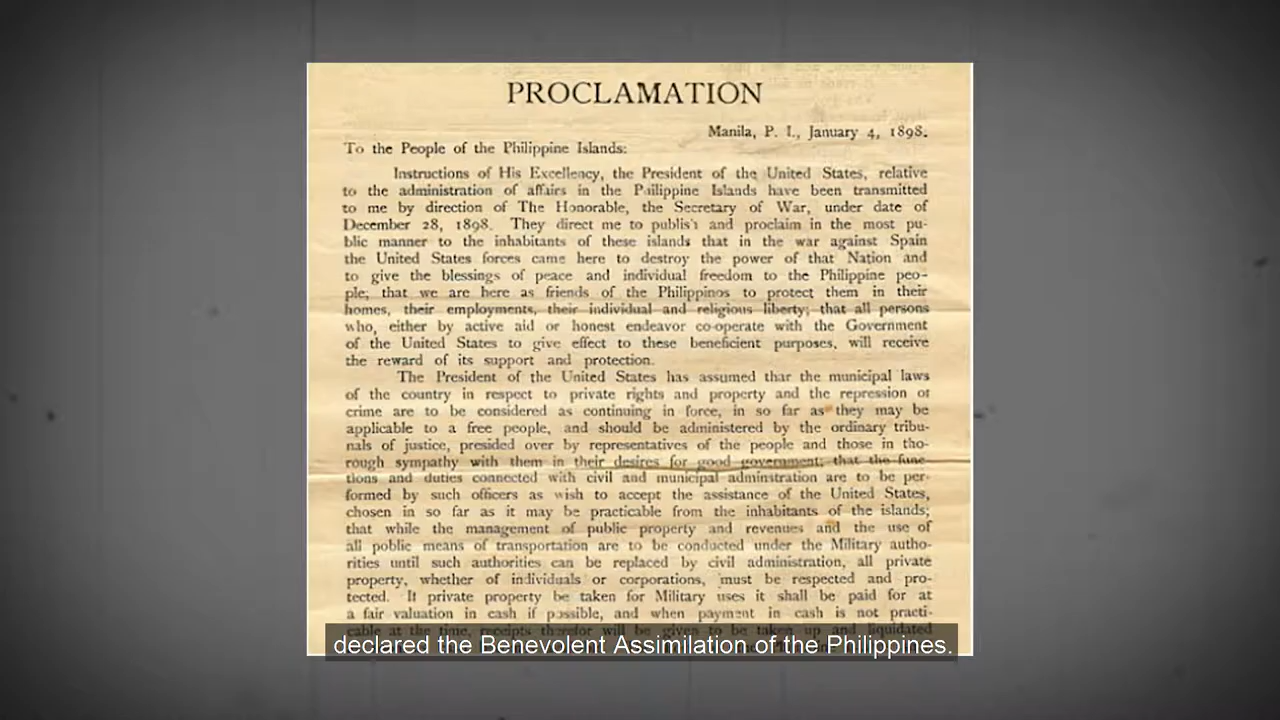 PROCLAMATION
Manila, P. I., January 4, 1898.
To the People of the Philippine Islands:
Instructions of His Excellency, the President of the United States, relative
to the administration of affairs in the Philippine Islands have been transmitted
to me by direction of The Honorable, the Secretary of War, under date of
December 28, 1898. They direct me to publish and proclaim in the most pu-
blic manner to the inhabitants of these islands that in the war against Spain
the United States forces came here to destroy the power of that Nation and
to give the blessings of peace and individual freedom to the Philippine peo-
ple; that we are here as friends of the Philippinos to protect them in their
homes, their employments, their individual and religious liberty; that all persons
who, either by active aid or honest endeavor co-operate with the Government
of the United States to give effect to these beneficient purposes, will receive
the reward of its support and protection.
The President of the United States has assumed that the municipal laws
of the country in respect to private rights and property and the repression of
crime are to be considered as continuing in force, in so far as they may be
applicable to a free people, and should be administered by the ordinary tribu-
nals of justice, presided over by representatives of the people and those in tho-
rough sympathy with them in their desires for good government; that the func-
tions and duties connected with civil and municipal adminstration are to be per-
formed by such officers as wish to accept the assistance of the United States,
chosen in so far as it may be practicable from the inhabitants of the islands;
that while the management of public property and revenues and the use of
all public means of transportation are to be conducted under the Military autho-
rities until such authorities can be replaced by civil administration, all private
property, whether of individuals or corporations, must be respected and pro-
tected. If private property be taken for Military uses it shall be paid for at
a fair valuation in cash if possible, and when payment in cash is not practi-
cable at the time, receipts therefor will be given to be taken up and liquidated
declared the Benevolent Assimilation of the Philippines.